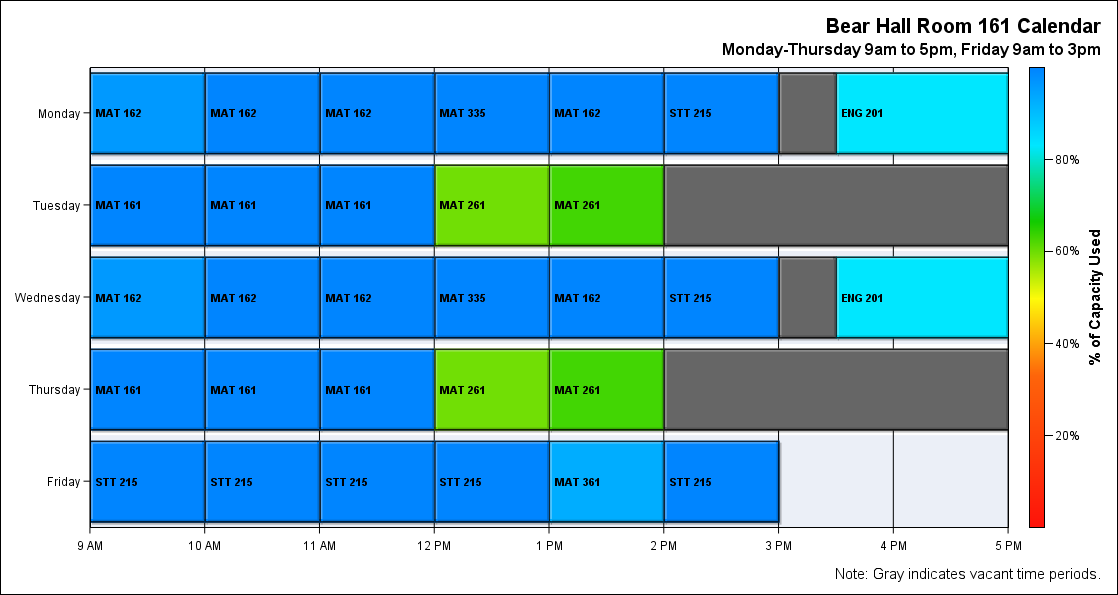 Bear Hall Room 161 Calendar
Monday-Thursday 9am to 5pm, Friday 9am to 3pm
Monday
MAT 162
MAT 162
MAT 162
MAT 335
MAT 162
STT 215
ENG 201
Tuesday
MAT 161
MAT 161
MAT 161
MAT 261
MAT 261
Wednesday
MAT 162
MAT 162
MAT 162
MAT 335
MAT 162
STT 215
ENG 201
Thursday
MAT 161
MAT 161
MAT 161
MAT 261
MAT 261
Friday
STT 215
STT 215
STT 215
STT 215
MAT 361
STT 215
9 AM
10 AM
11 AM
12 PM
1 PM
2 PM
3 PM
4 PM
5 PM
80%
60%
40%
20%
% of Capacity Used
Note: Gray indicates vacant time periods.